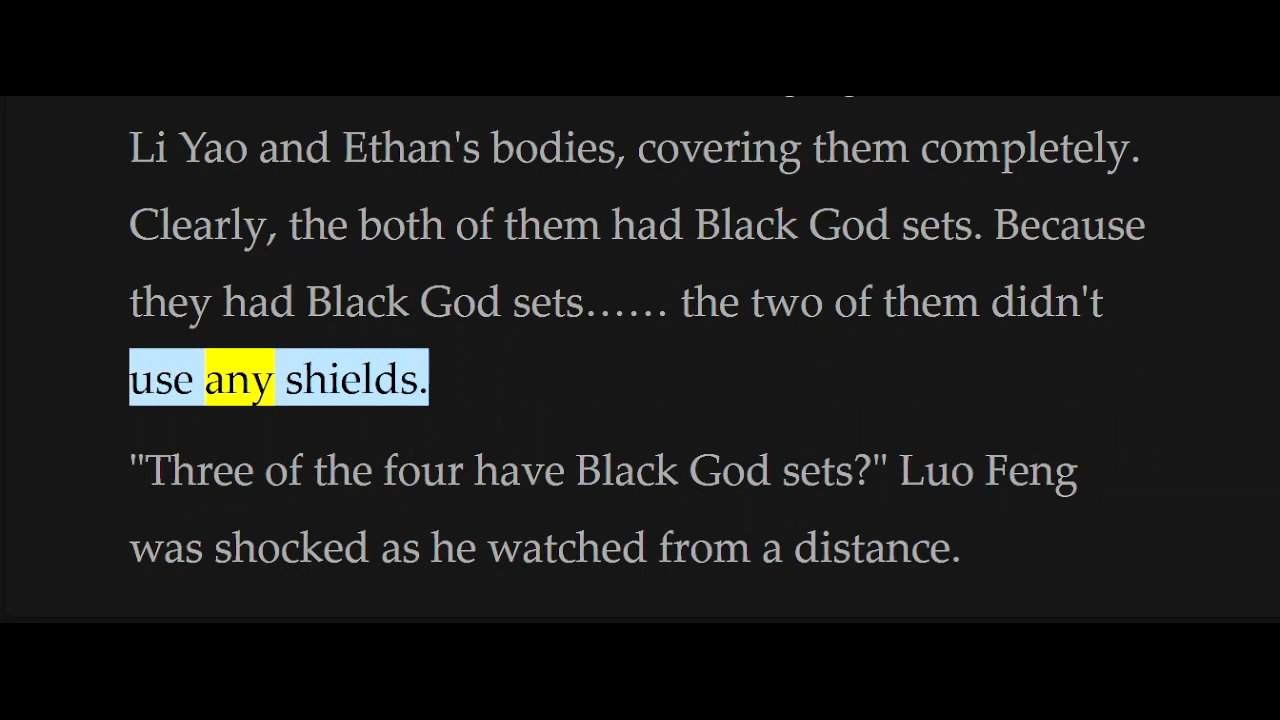 Li Yao and Ethan's bodies, covering them completely.
Clearly, the both of them had Black God sets. Because
they had Black God sets…… the two of them didn't
use any shields.
"Three of the four have Black God sets?" Luo Feng
was shocked as he watched from a distance.